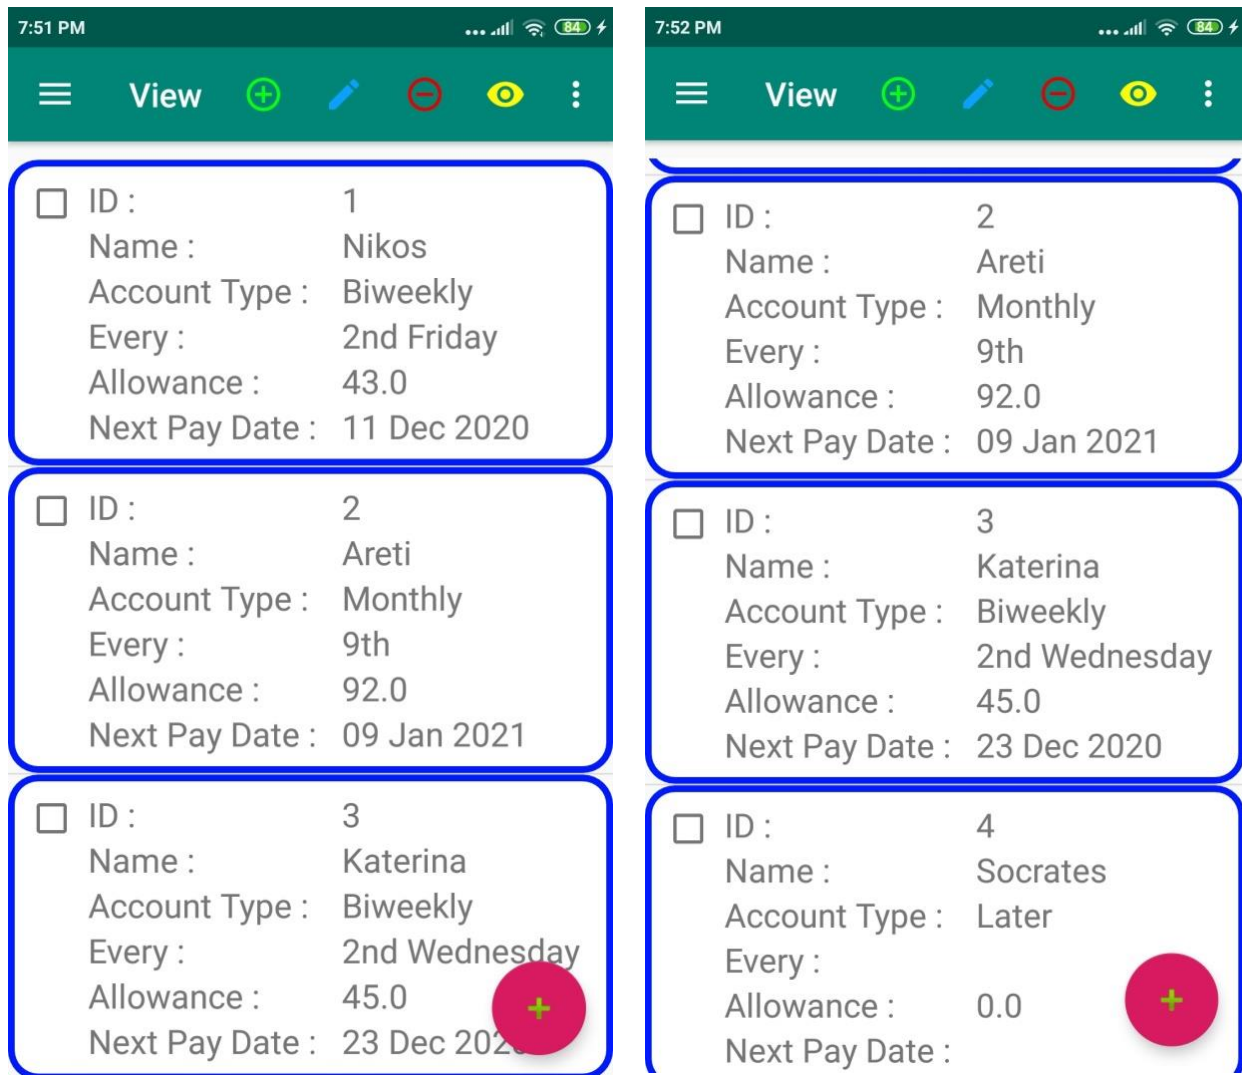 7:51 PM
84
View
ID : 1
Name : Nikos
Account Type : Biweekly
Every : 2nd Friday
Allowance : 43.0
Next Pay Date : 11 Dec 2020
ID : 2
Name : Areti
Account Type : Monthly
Every : 9th
Allowance : 92.0
Next Pay Date : 09 Jan 2021
ID : 3
Name : Katerina
Account Type : Biweekly
Every : 2nd Wednesday
Allowance : 45.0
Next Pay Date : 23 Dec
7:52 PM
84
View
ID : 2
Name : Areti
Account Type : Monthly
Every : 9th
Allowance : 92.0
Next Pay Date : 09 Jan 2021
ID : 3
Name : Katerina
Account Type : Biweekly
Every : 2nd Wednesday
Allowance : 45.0
Next Pay Date : 23 Dec 2020
ID : 4
Name : Socrates
Account Type : Later
Every :
Allowance : 0.0
Next Pay Date :